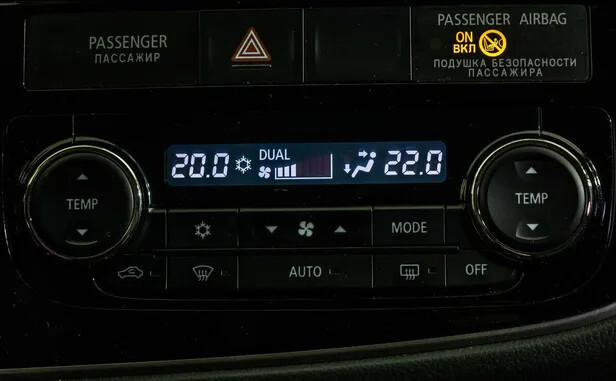 PASSENGER
ПАССАЖИР
PASSENGER AIRBAG
ON
ВКЛ
ПОДУШКА БЕЗОПАСНОСТИ
ПАССАЖИРА
20.0 DUAL 22.0
TEMP
TEMP
MODE
AUTO
OFF